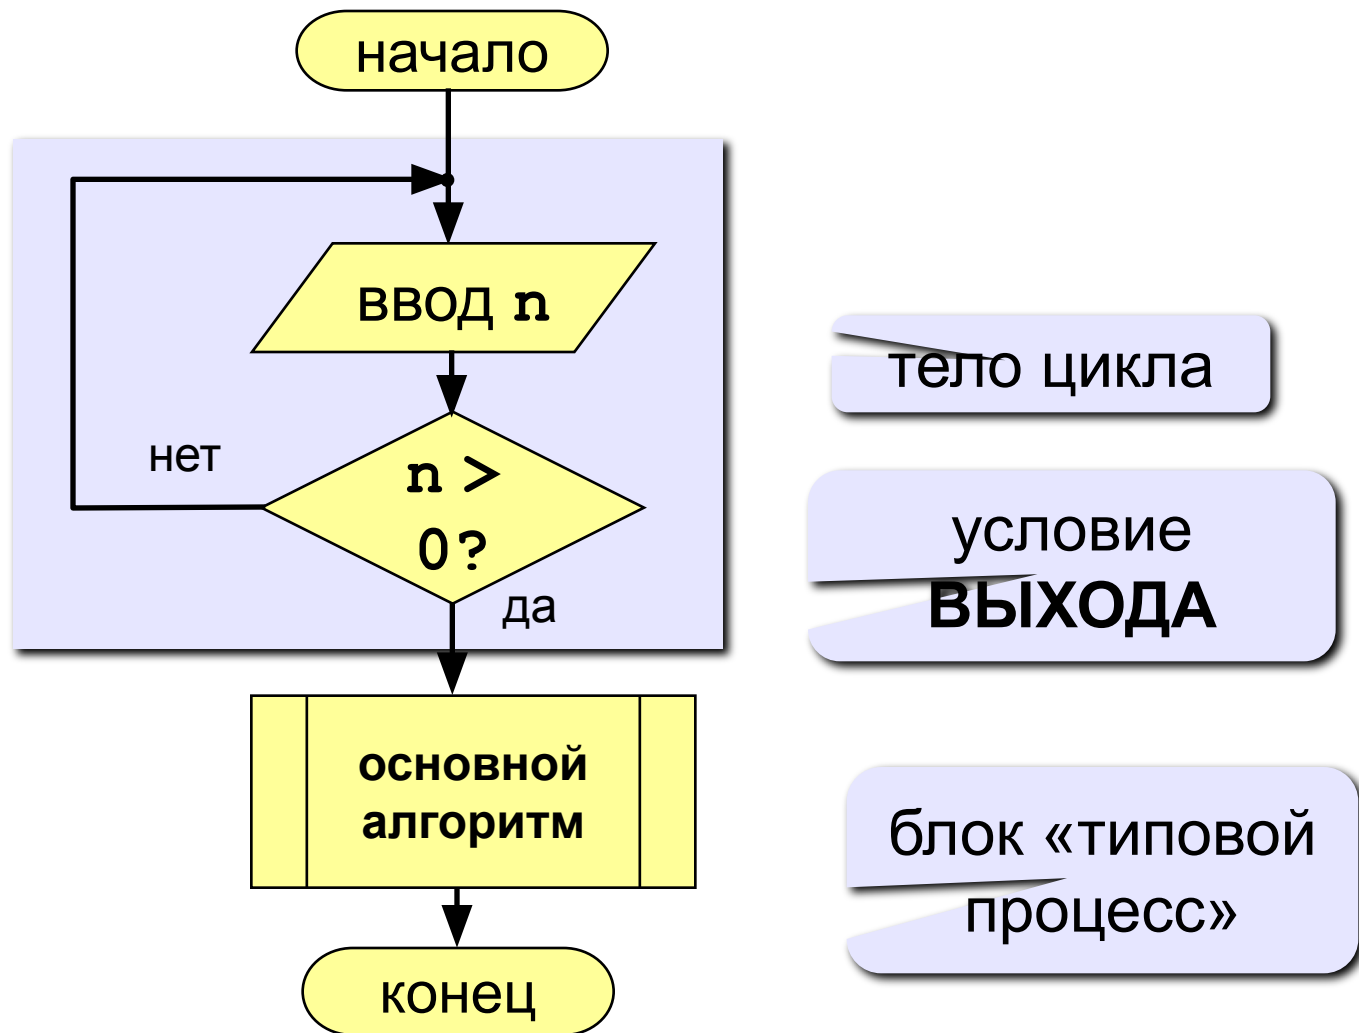 начало
ввод n
тело цикла
нет
n >
0?
условие
ВЫХОДА
да
основной
алгоритм
блок «типовой
процесс»
конец